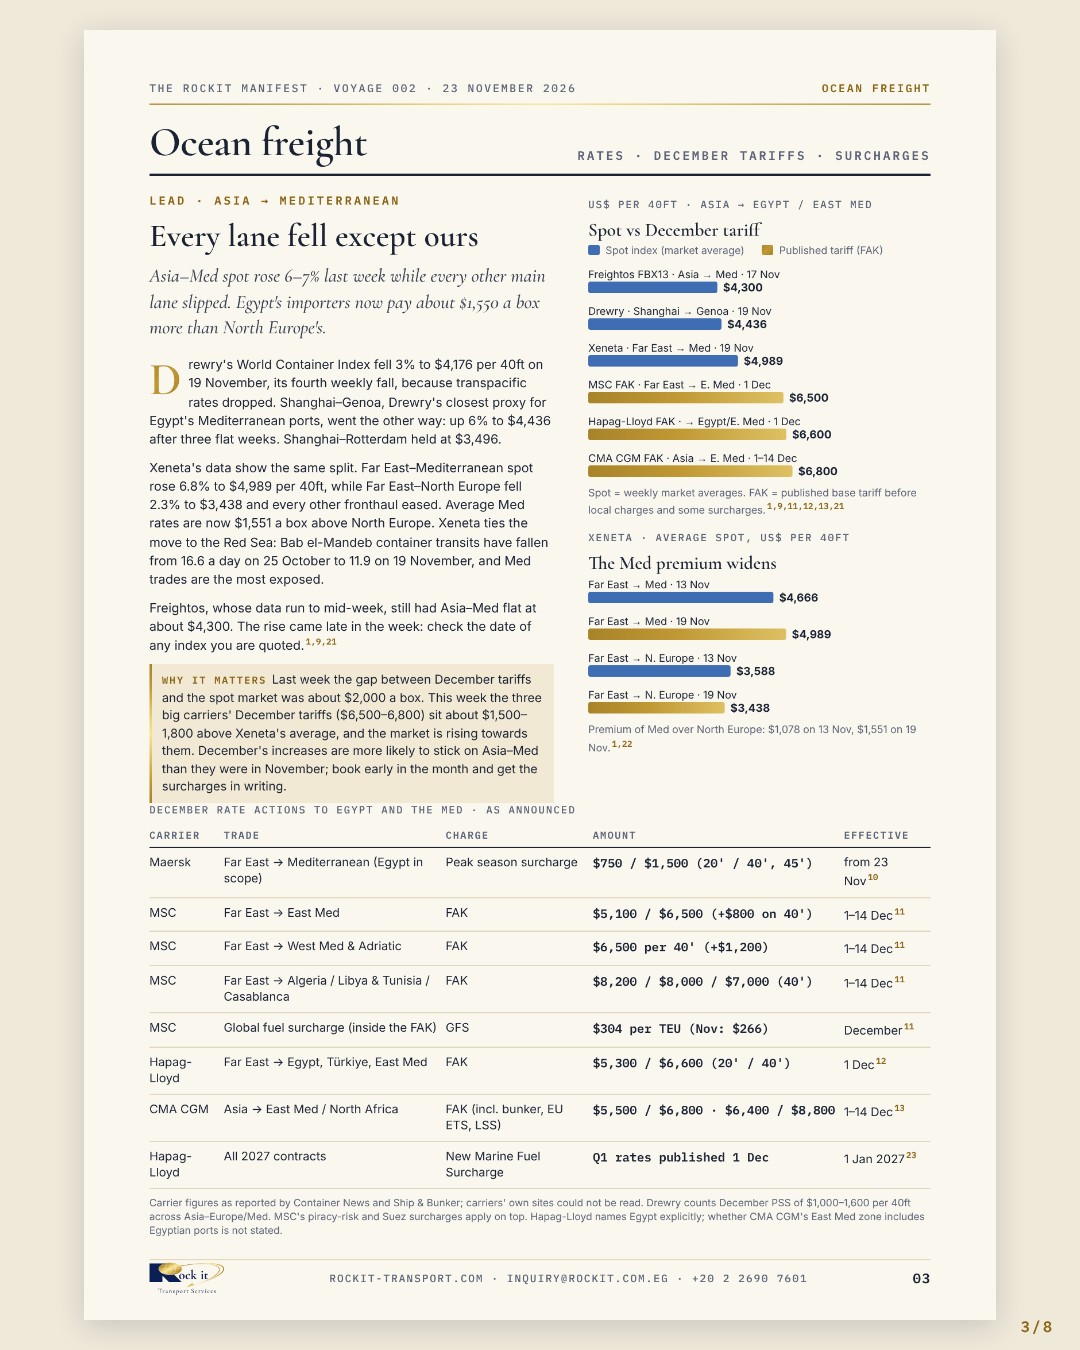 THE ROCKIT MANIFEST · VOYAGE 002 · 23 NOVEMBER 2026
OCEAN FREIGHT
Ocean freight
RATES · DECEMBER TARIFFS · SURCHARGES
LEAD · ASIA → MEDITERRANEAN
Every lane fell except ours
Asia–Med spot rose 6–7% last week while every other main
lane slipped. Egypt's importers now pay about $1,550 a box
more than North Europe's.
Drewry's World Container Index fell 3% to $4,176 per 40ft on
19 November, its fourth weekly fall, because transpacific
rates dropped. Shanghai–Genoa, Drewry's closest proxy for
Egypt's Mediterranean ports, went the other way: up 6% to $4,436
after three flat weeks. Shanghai–Rotterdam held at $3,496.
Xeneta's data show the same split. Far East–Mediterranean spot
rose 6.8% to $4,989 per 40ft, while Far East–North Europe fell
2.3% to $3,438 and every other fronthaul eased. Average Med
rates are now $1,551 a box above North Europe. Xeneta ties the
move to the Red Sea: Bab el-Mandeb container transits have fallen
from 16.6 a day on 25 October to 11.9 on 19 November, and Med
trades are the most exposed.
Freightos, whose data run to mid-week, still had Asia–Med flat at
about $4,300. The rise came late in the week: check the date of
any index you are quoted.1,9,21
WHY IT MATTERS Last week the gap between December tariffs
and the spot market was about $2,000 a box. This week the three
big carriers' December tariffs ($6,500–6,800) sit about $1,500–
1,800 above Xeneta's average, and the market is rising towards
them. December's increases are more likely to stick on Asia–Med
than they were in November; book early in the month and get the
surcharges in writing.
US$ PER 40FT · ASIA → EGYPT / EAST MED
Spot vs December tariff
Spot index (market average) Published tariff (FAK)
Freightos FBX13 · Asia → Med · 17 Nov
$4,300
Drewry · Shanghai → Genoa · 19 Nov
$4,436
Xeneta · Far East → Med · 19 Nov
$4,989
MSC FAK · Far East → E. Med · 1 Dec
$6,500
Hapag-Lloyd FAK · → Egypt/E. Med · 1 Dec
$6,600
CMA CGM FAK · Asia → E. Med · 1–14 Dec
$6,800
Spot = weekly market averages. FAK = published base tariff before
local charges and some surcharges.1,9,11,12,13,21
XENETA · AVERAGE SPOT, US$ PER 40FT
The Med premium widens
Far East → Med · 13 Nov
$4,666
Far East → Med · 19 Nov
$4,989
Far East → N. Europe · 13 Nov
$3,588
Far East → N. Europe · 19 Nov
$3,438
Premium of Med over North Europe: $1,078 on 13 Nov, $1,551 on 19
Nov.1,22
DECEMBER RATE ACTIONS TO EGYPT AND THE MED · AS ANNOUNCED
CARRIER TRADE CHARGE AMOUNT EFFECTIVE
Maersk Far East → Mediterranean (Egypt in scope) Peak season surcharge $750 / $1,500 (20' / 40', 45') from 23 Nov10
MSC Far East → East Med FAK $5,100 / $6,500 (+$800 on 40') 1–14 Dec11
MSC Far East → West Med & Adriatic FAK $6,500 per 40' (+$1,200) 1–14 Dec11
MSC Far East → Algeria / Libya & Tunisia / Casablanca FAK $8,200 / $8,000 / $7,000 (40') 1–14 Dec11
MSC Global fuel surcharge (inside the FAK) GFS $304 per TEU (Nov: $266) December11
Hapag-Lloyd Far East → Egypt, Türkiye, East Med FAK $5,300 / $6,600 (20' / 40') 1 Dec12
CMA CGM Asia → East Med / North Africa FAK (incl. bunker, EU ETS, LSS) $5,500 / $6,800 · $6,400 / $8,800 1–14 Dec13
Hapag-Lloyd All 2027 contracts New Marine Fuel Surcharge Q1 rates published 1 Dec 1 Jan 202723
Carrier figures as reported by Container News and Ship & Bunker; carriers' own sites could not be read. Drewry counts December PSS of $1,000–1,600 per 40ft
across Asia–Europe/Med. MSC's piracy-risk and Suez surcharges apply on top. Hapag-Lloyd names Egypt explicitly; whether CMA CGM's East Med zone includes
Egyptian ports is not stated.
Rock it
Transport Services
ROCKIT-TRANSPORT.COM · INQUIRY@ROCKIT.COM.EG · +20 2 2690 7601
03
3 / 8